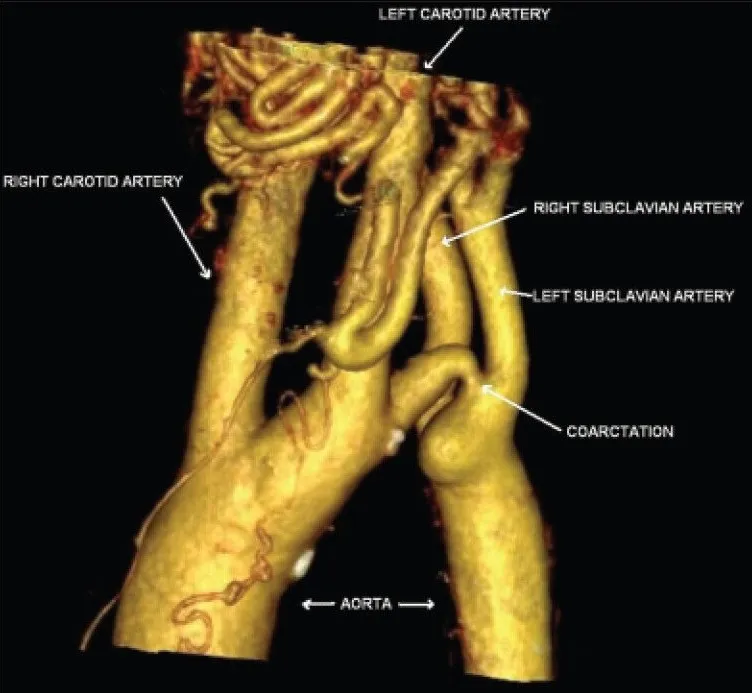 LEFT CAROTID ARTERY
RIGHT CAROTID ARTERY
RIGHT SUBCLAVIAN ARTERY
LEFT SUBCLAVIAN ARTERY
COARCTATION
AORTA